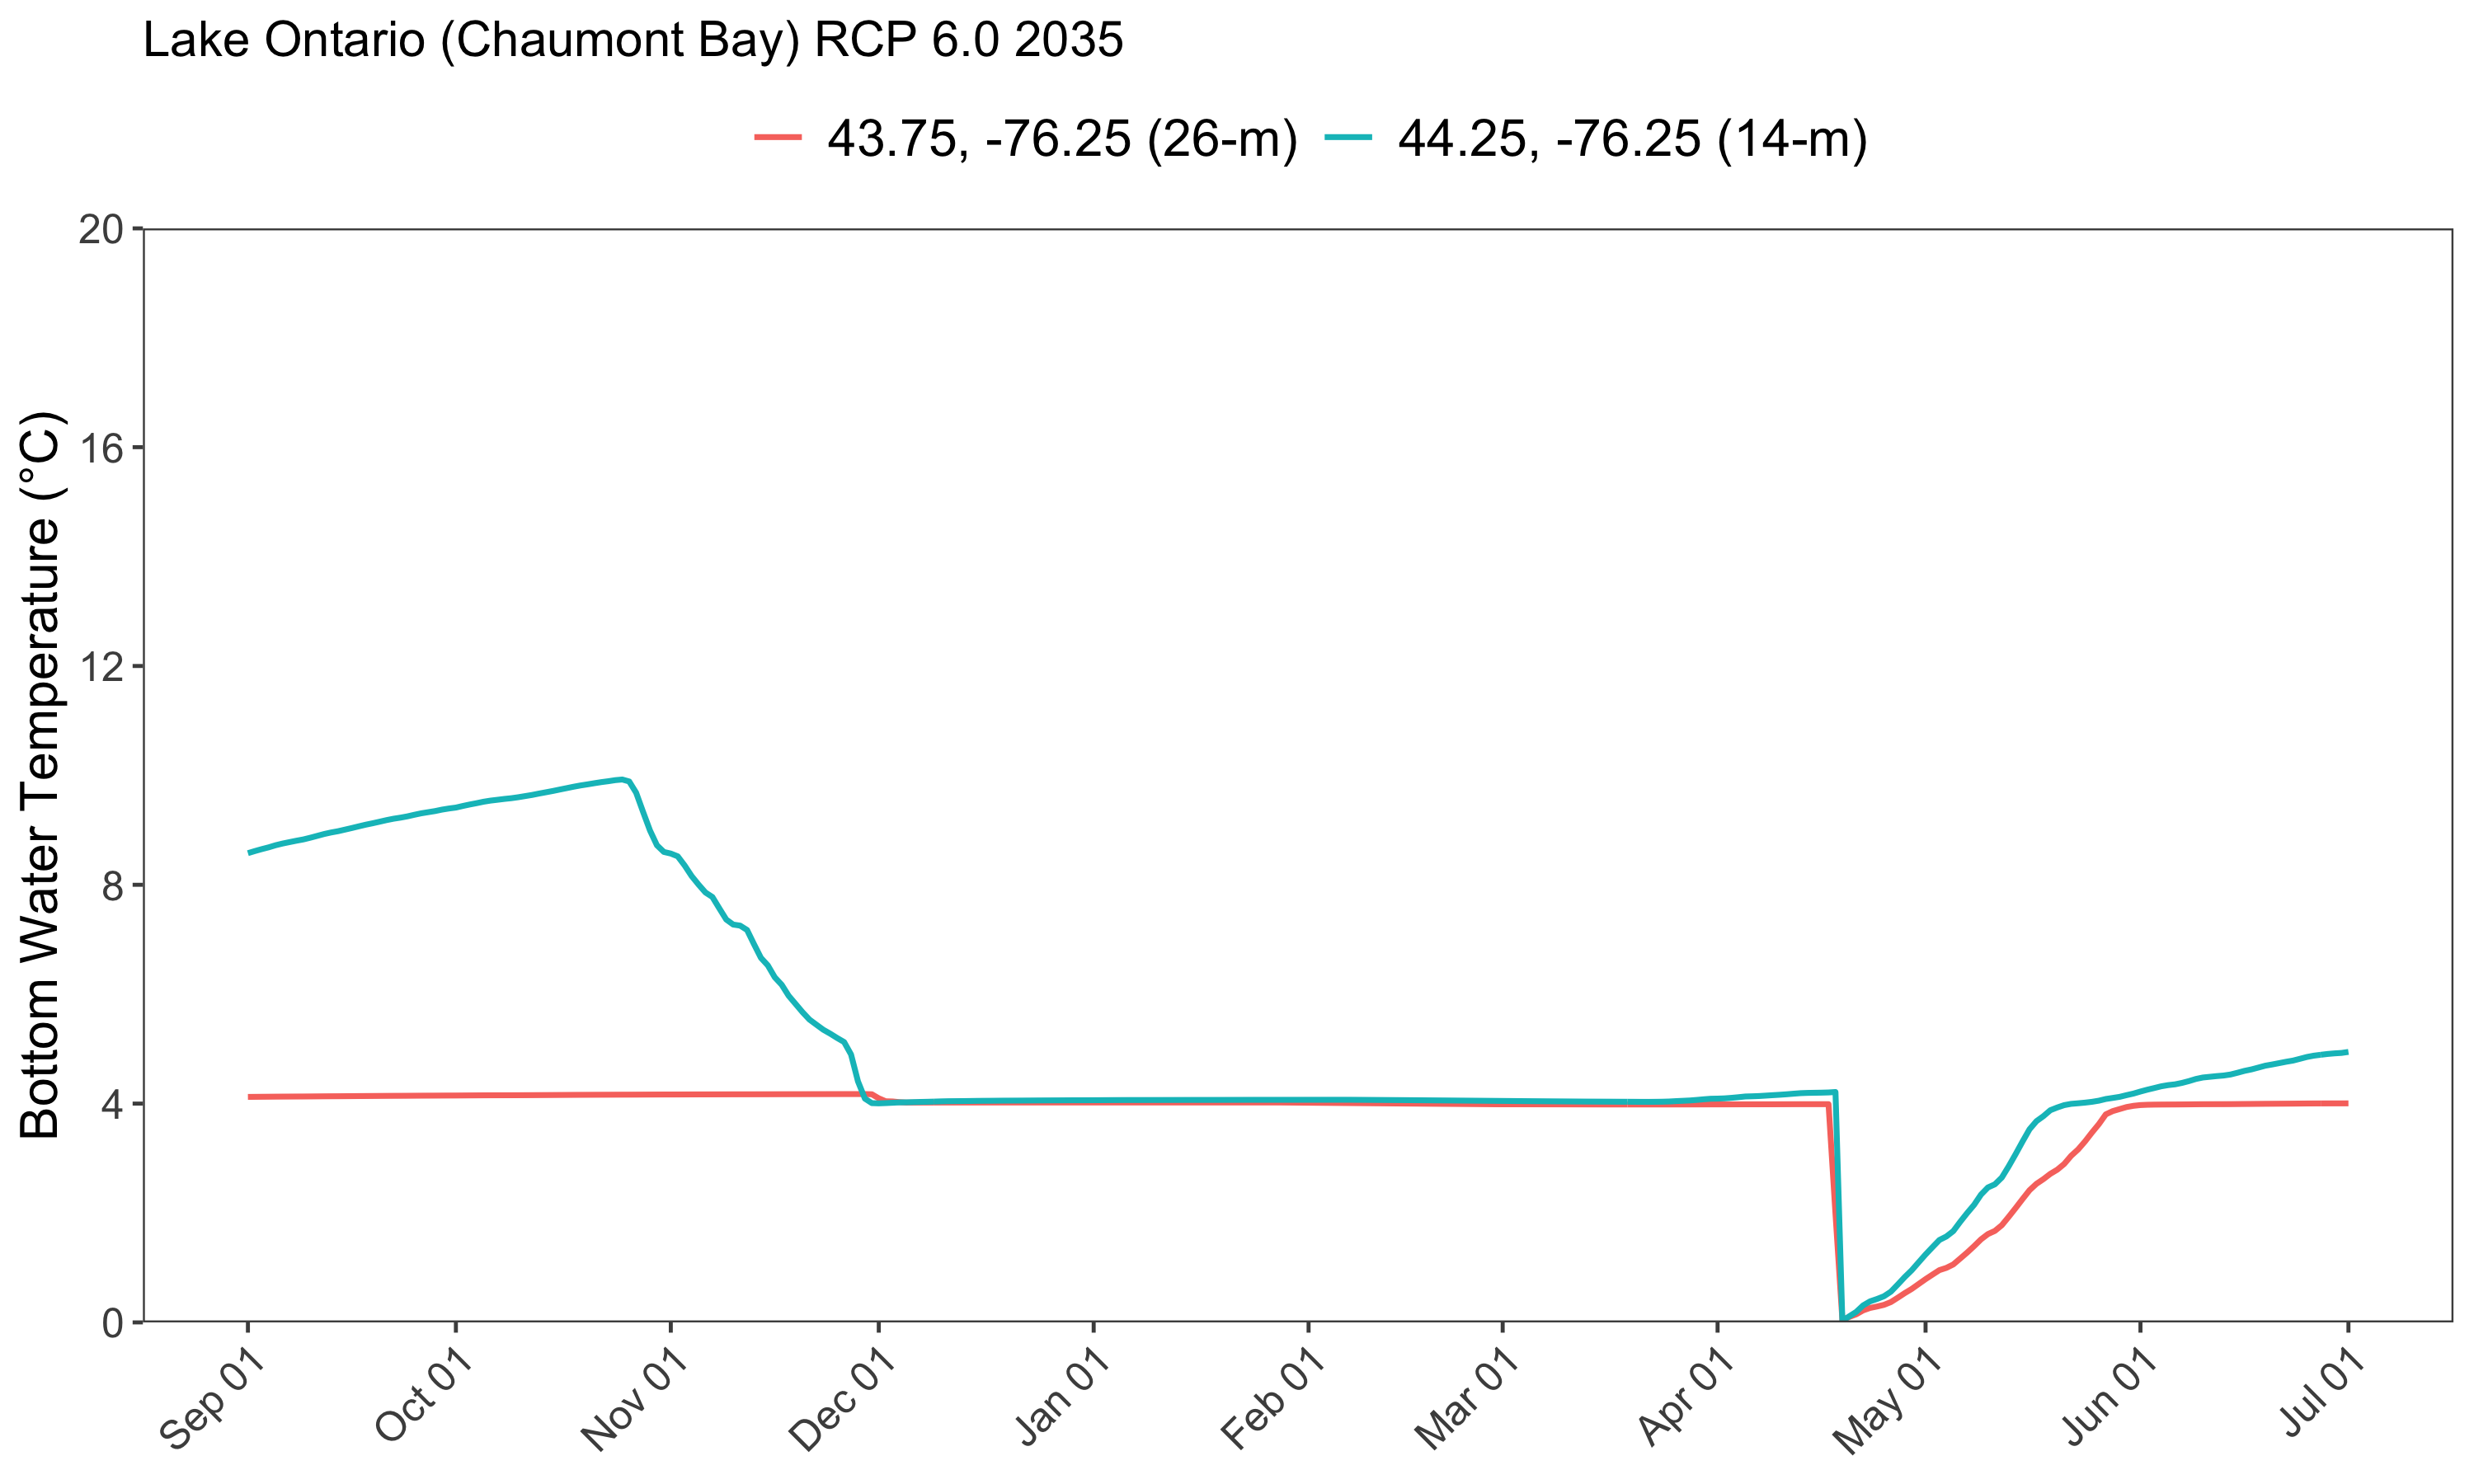 Lake Ontario (Chaumont Bay) RCP 6.0 2035
43.75, -76.25 (26-m) 44.25, -76.25 (14-m)
Bottom Water Temperature (°C)
20
16
12
8
4
0
Sep 01 Oct 01 Nov 01 Dec 01 Jan 01 Feb 01 Mar 01 Apr 01 May 01 Jun 01 Jul 01